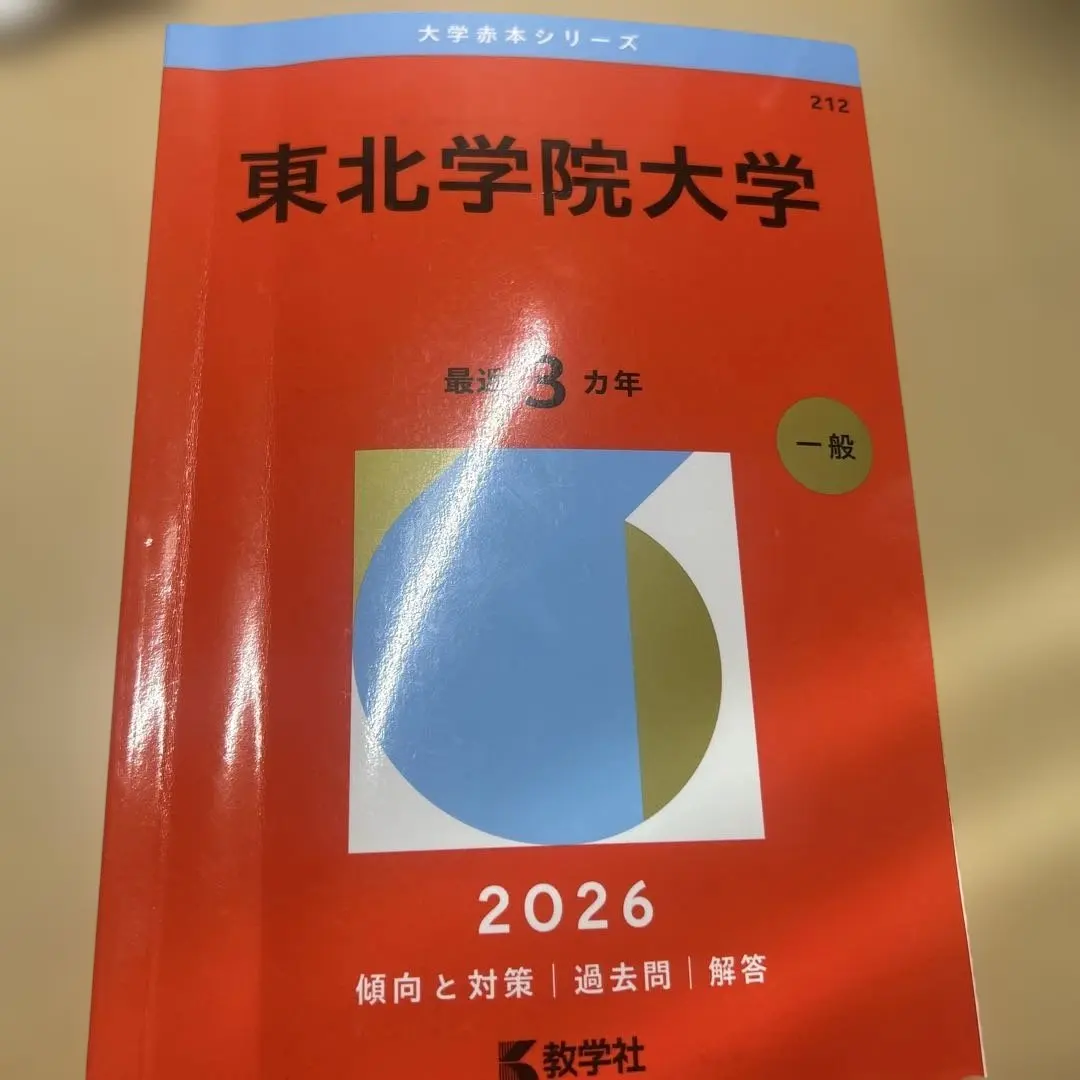 大学赤本シリーズ
212
東北学院大学
最近3カ年
一般
2026
傾向と対策|過去問|解答
教学社